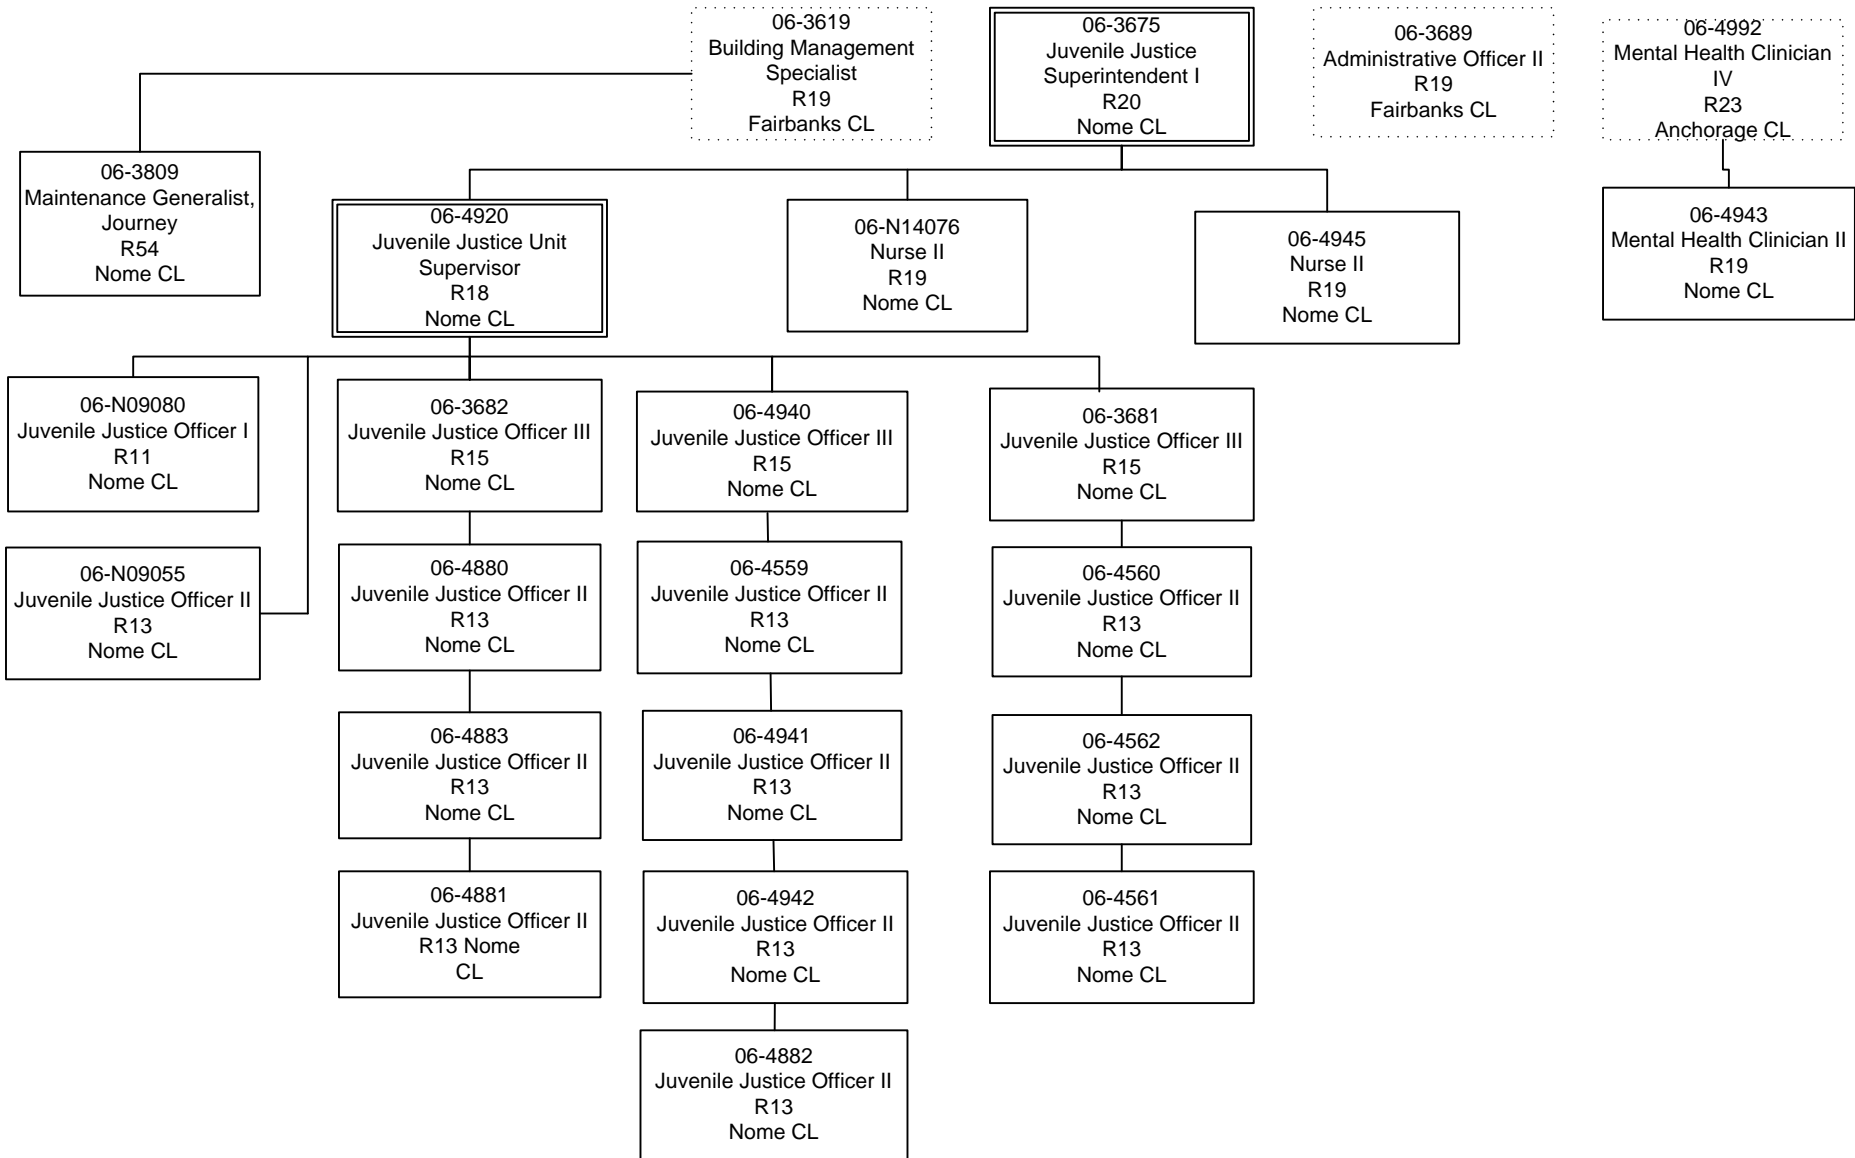 06-3619
Building Management
Specialist
R19
Fairbanks CL
06-3675
Juvenile Justice
Superintendent I
R20
Nome CL
06-3689
Administrative Officer II
R19
Fairbanks CL
06-4992
Mental Health Clinician
IV
R23
Anchorage CL
06-3809
Maintenance Generalist,
Journey
R54
Nome CL
06-4920
Juvenile Justice Unit
Supervisor
R18
Nome CL
06-N14076
Nurse II
R19
Nome CL
06-4945
Nurse II
R19
Nome CL
06-4943
Mental Health Clinician II
R19
Nome CL
06-N09080
Juvenile Justice Officer I
R11
Nome CL
06-3682
Juvenile Justice Officer III
R15
Nome CL
06-4940
Juvenile Justice Officer III
R15
Nome CL
06-3681
Juvenile Justice Officer III
R15
Nome CL
06-N09055
Juvenile Justice Officer II
R13
Nome CL
06-4880
Juvenile Justice Officer II
R13
Nome CL
06-4559
Juvenile Justice Officer II
R13
Nome CL
06-4560
Juvenile Justice Officer II
R13
Nome CL
06-4883
Juvenile Justice Officer II
R13
Nome CL
06-4941
Juvenile Justice Officer II
R13
Nome CL
06-4562
Juvenile Justice Officer II
R13
Nome CL
06-4881
Juvenile Justice Officer II
R13 Nome
CL
06-4942
Juvenile Justice Officer II
R13
Nome CL
06-4561
Juvenile Justice Officer II
R13
Nome CL
06-4882
Juvenile Justice Officer II
R13
Nome CL